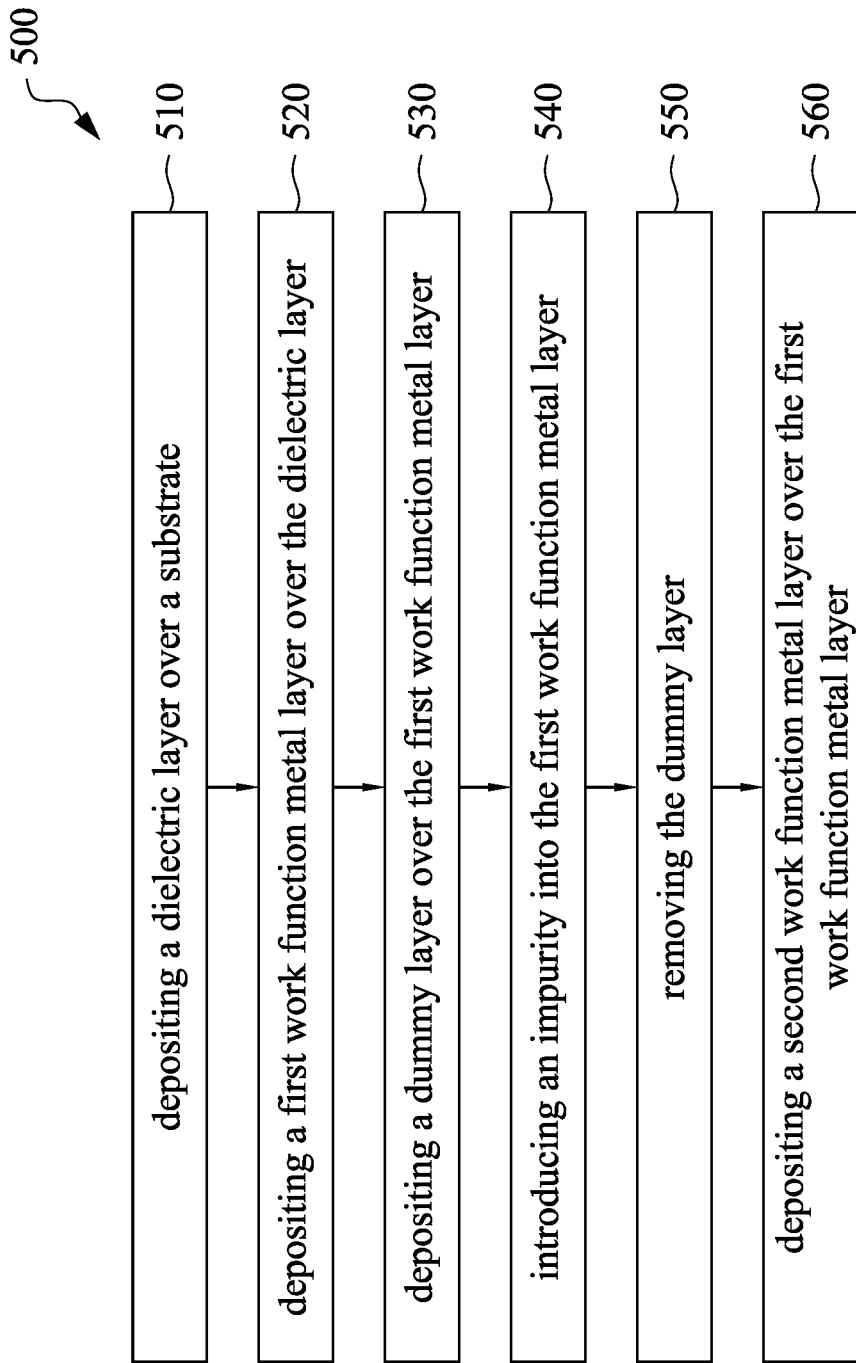 500
depositing a dielectric layer over a substrate
510
depositing a first work function metal layer over the dielectric layer
520
depositing a dummy layer over the first work function metal layer
530
introducing an impurity into the first work function metal layer
540
removing the dummy layer
550
depositing a second work function metal layer over the first
work function metal layer
560